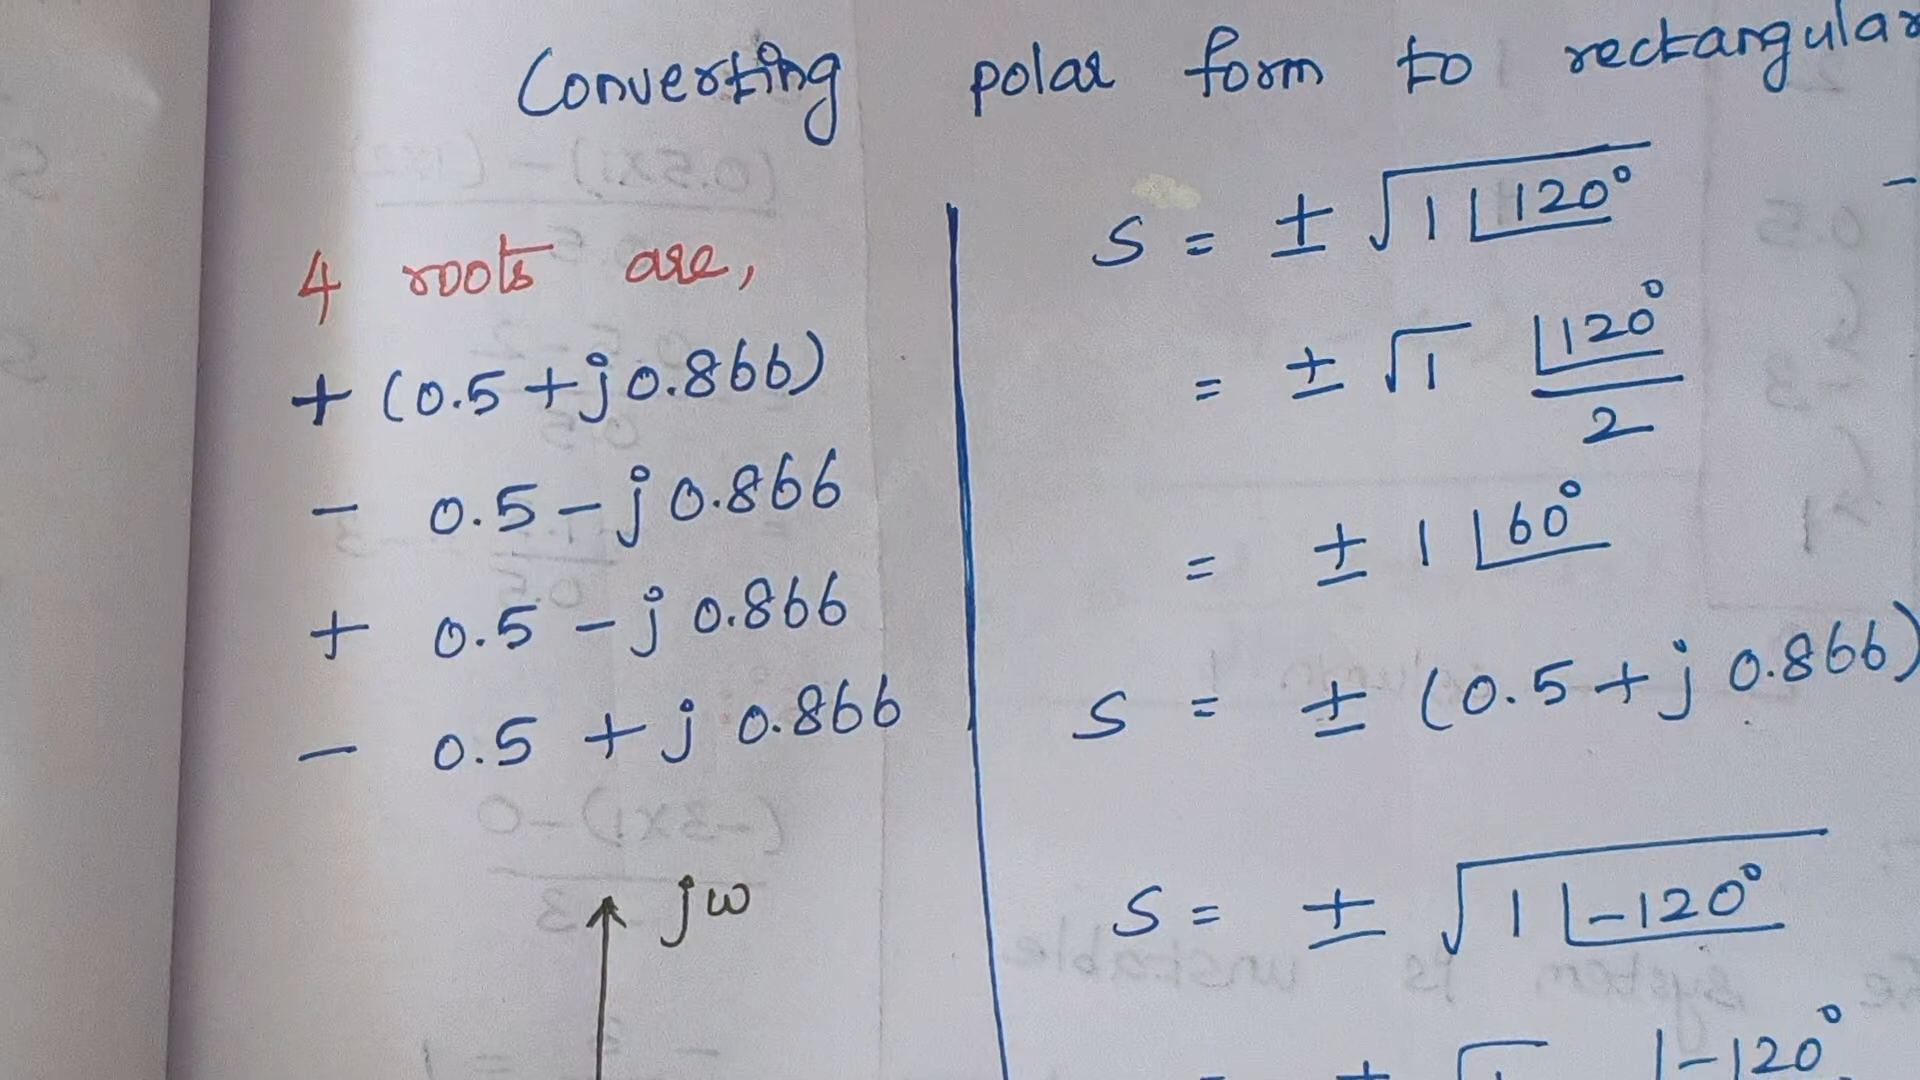 Converting polar form to rectangular
4 roots are,
+ (0.5 + j 0.866)
- 0.5 - j 0.866
+ 0.5 - j 0.866
- 0.5 + j 0.866
jω
S = ± √1 ∠120°
= ± √1 ∠120° / 2
= ± 1 ∠60°
S = ± (0.5 + j 0.866)
S = ± √1 ∠-120°
= ± √1 ∠-120°